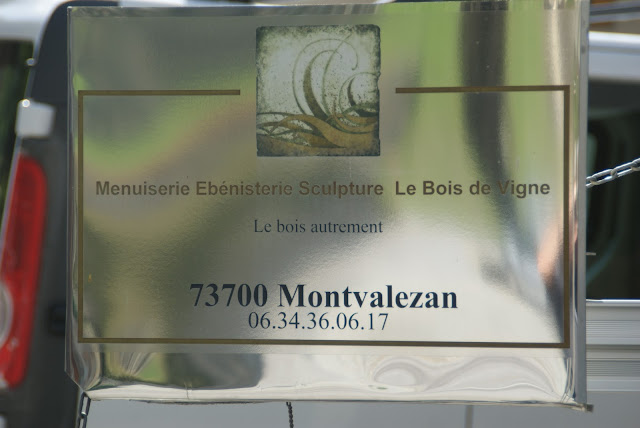 Menuiserie Ebénisterie Sculpture Le Bois de Vigne
Le bois autrement
73700 Montvalezan
06.34.36.06.17